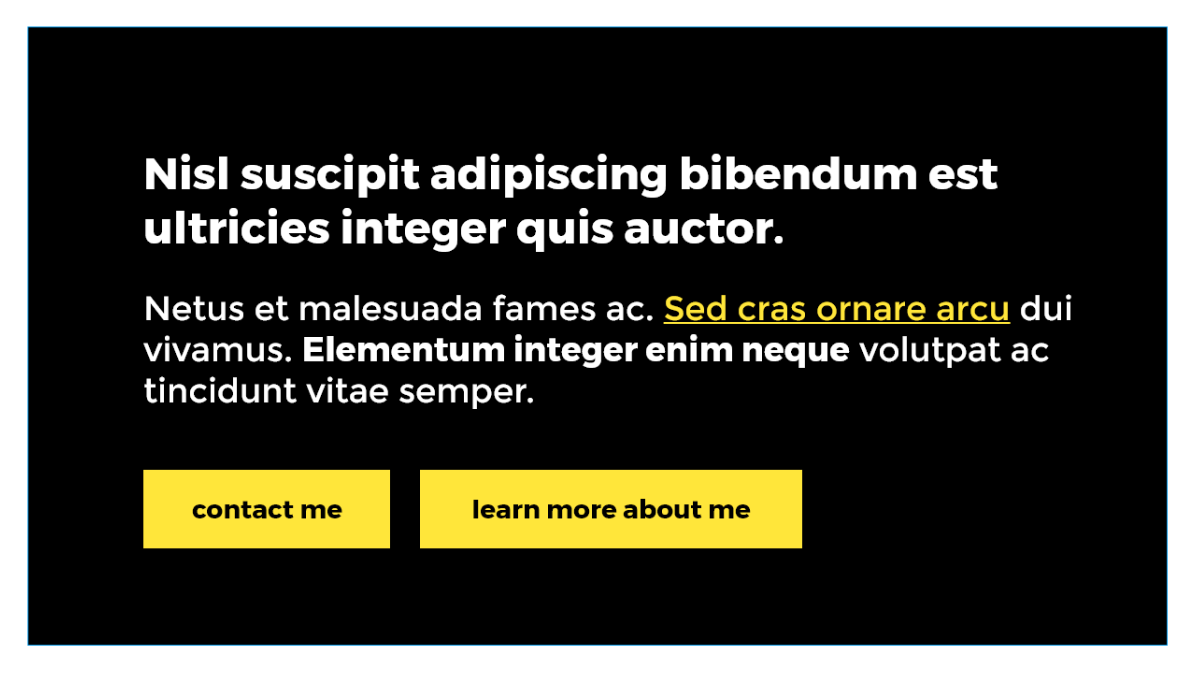 Nisl suscipit adipiscing bibendum est
ultricies integer quis auctor.
Netus et malesuada fames ac. Sed cras ornare arcu dui
vivamus. Elementum integer enim neque volutpat ac
tincidunt vitae semper.
contact me
learn more about me